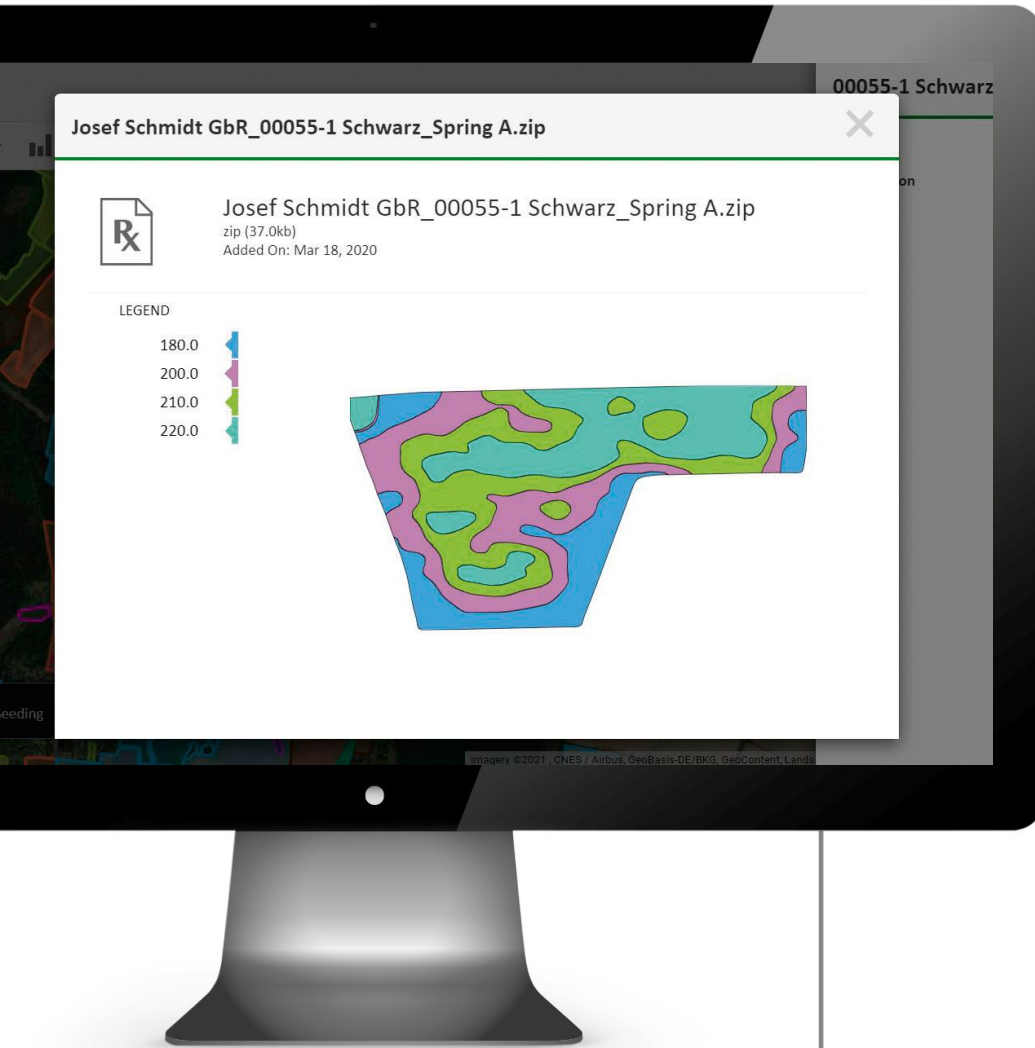 00055-1 Schwarz
Josef Schmidt GbR_00055-1 Schwarz_Spring A.zip
on
Rx
Josef Schmidt GbR_00055-1 Schwarz_Spring A.zip
zip (37.0kb)
Added On: Mar 18, 2020
LEGEND
180.0
200.0
210.0
220.0
Seeding
Imagery ©2021 , CNES / Airbus, GeoBasis-DE/BKG, GeoContent, Lands